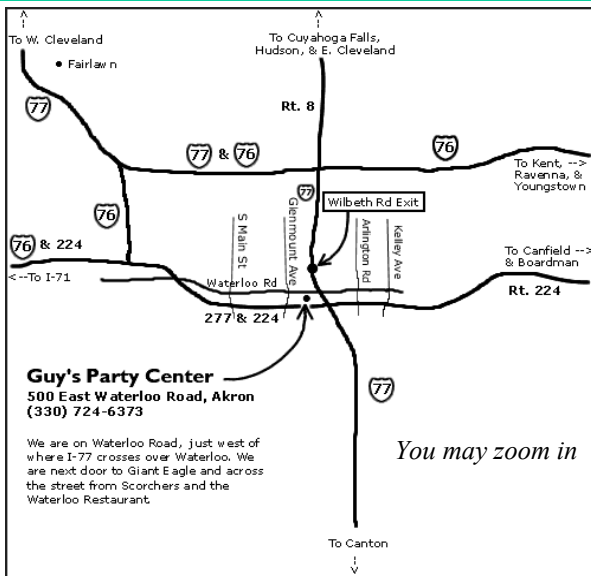 To W. Cleveland
• Fairlawn
To Cuyahoga Falls,
Hudson, & E. Cleveland
77
Rt. 8
77 & 76
76
To Kent, -->
Ravenna, &
Youngstown
76
77
Wilbeth Rd Exit
S Main St
Glenmount Ave
Arlington Rd
Kelley Ave
76 & 224
<--To I-71
Waterloo Rd
To Canfield -->
& Boardman
Rt. 224
277 & 224
Guy's Party Center
500 East Waterloo Road, Akron
(330) 724-6373
77
We are on Waterloo Road, just west of
where I-77 crosses over Waterloo. We
are next door to Giant Eagle and across
the street from Scorchers and the
Waterloo Restaurant.
You may zoom in
To Canton